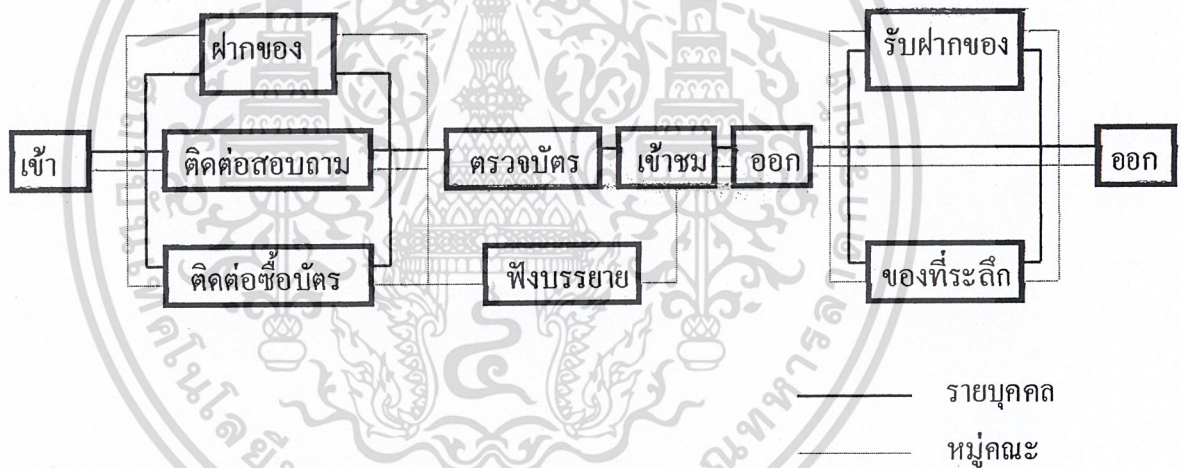 ฝากของ
รับฝากของ
เข้า
ติดต่อสอบถาม
ตรวจบัตร
เข้าชม
ออก
ออก
ติดต่อซื้อบัตร
ฟังบรรยาย
ของที่ระลึก
รายบุคคล
หมู่คณะ